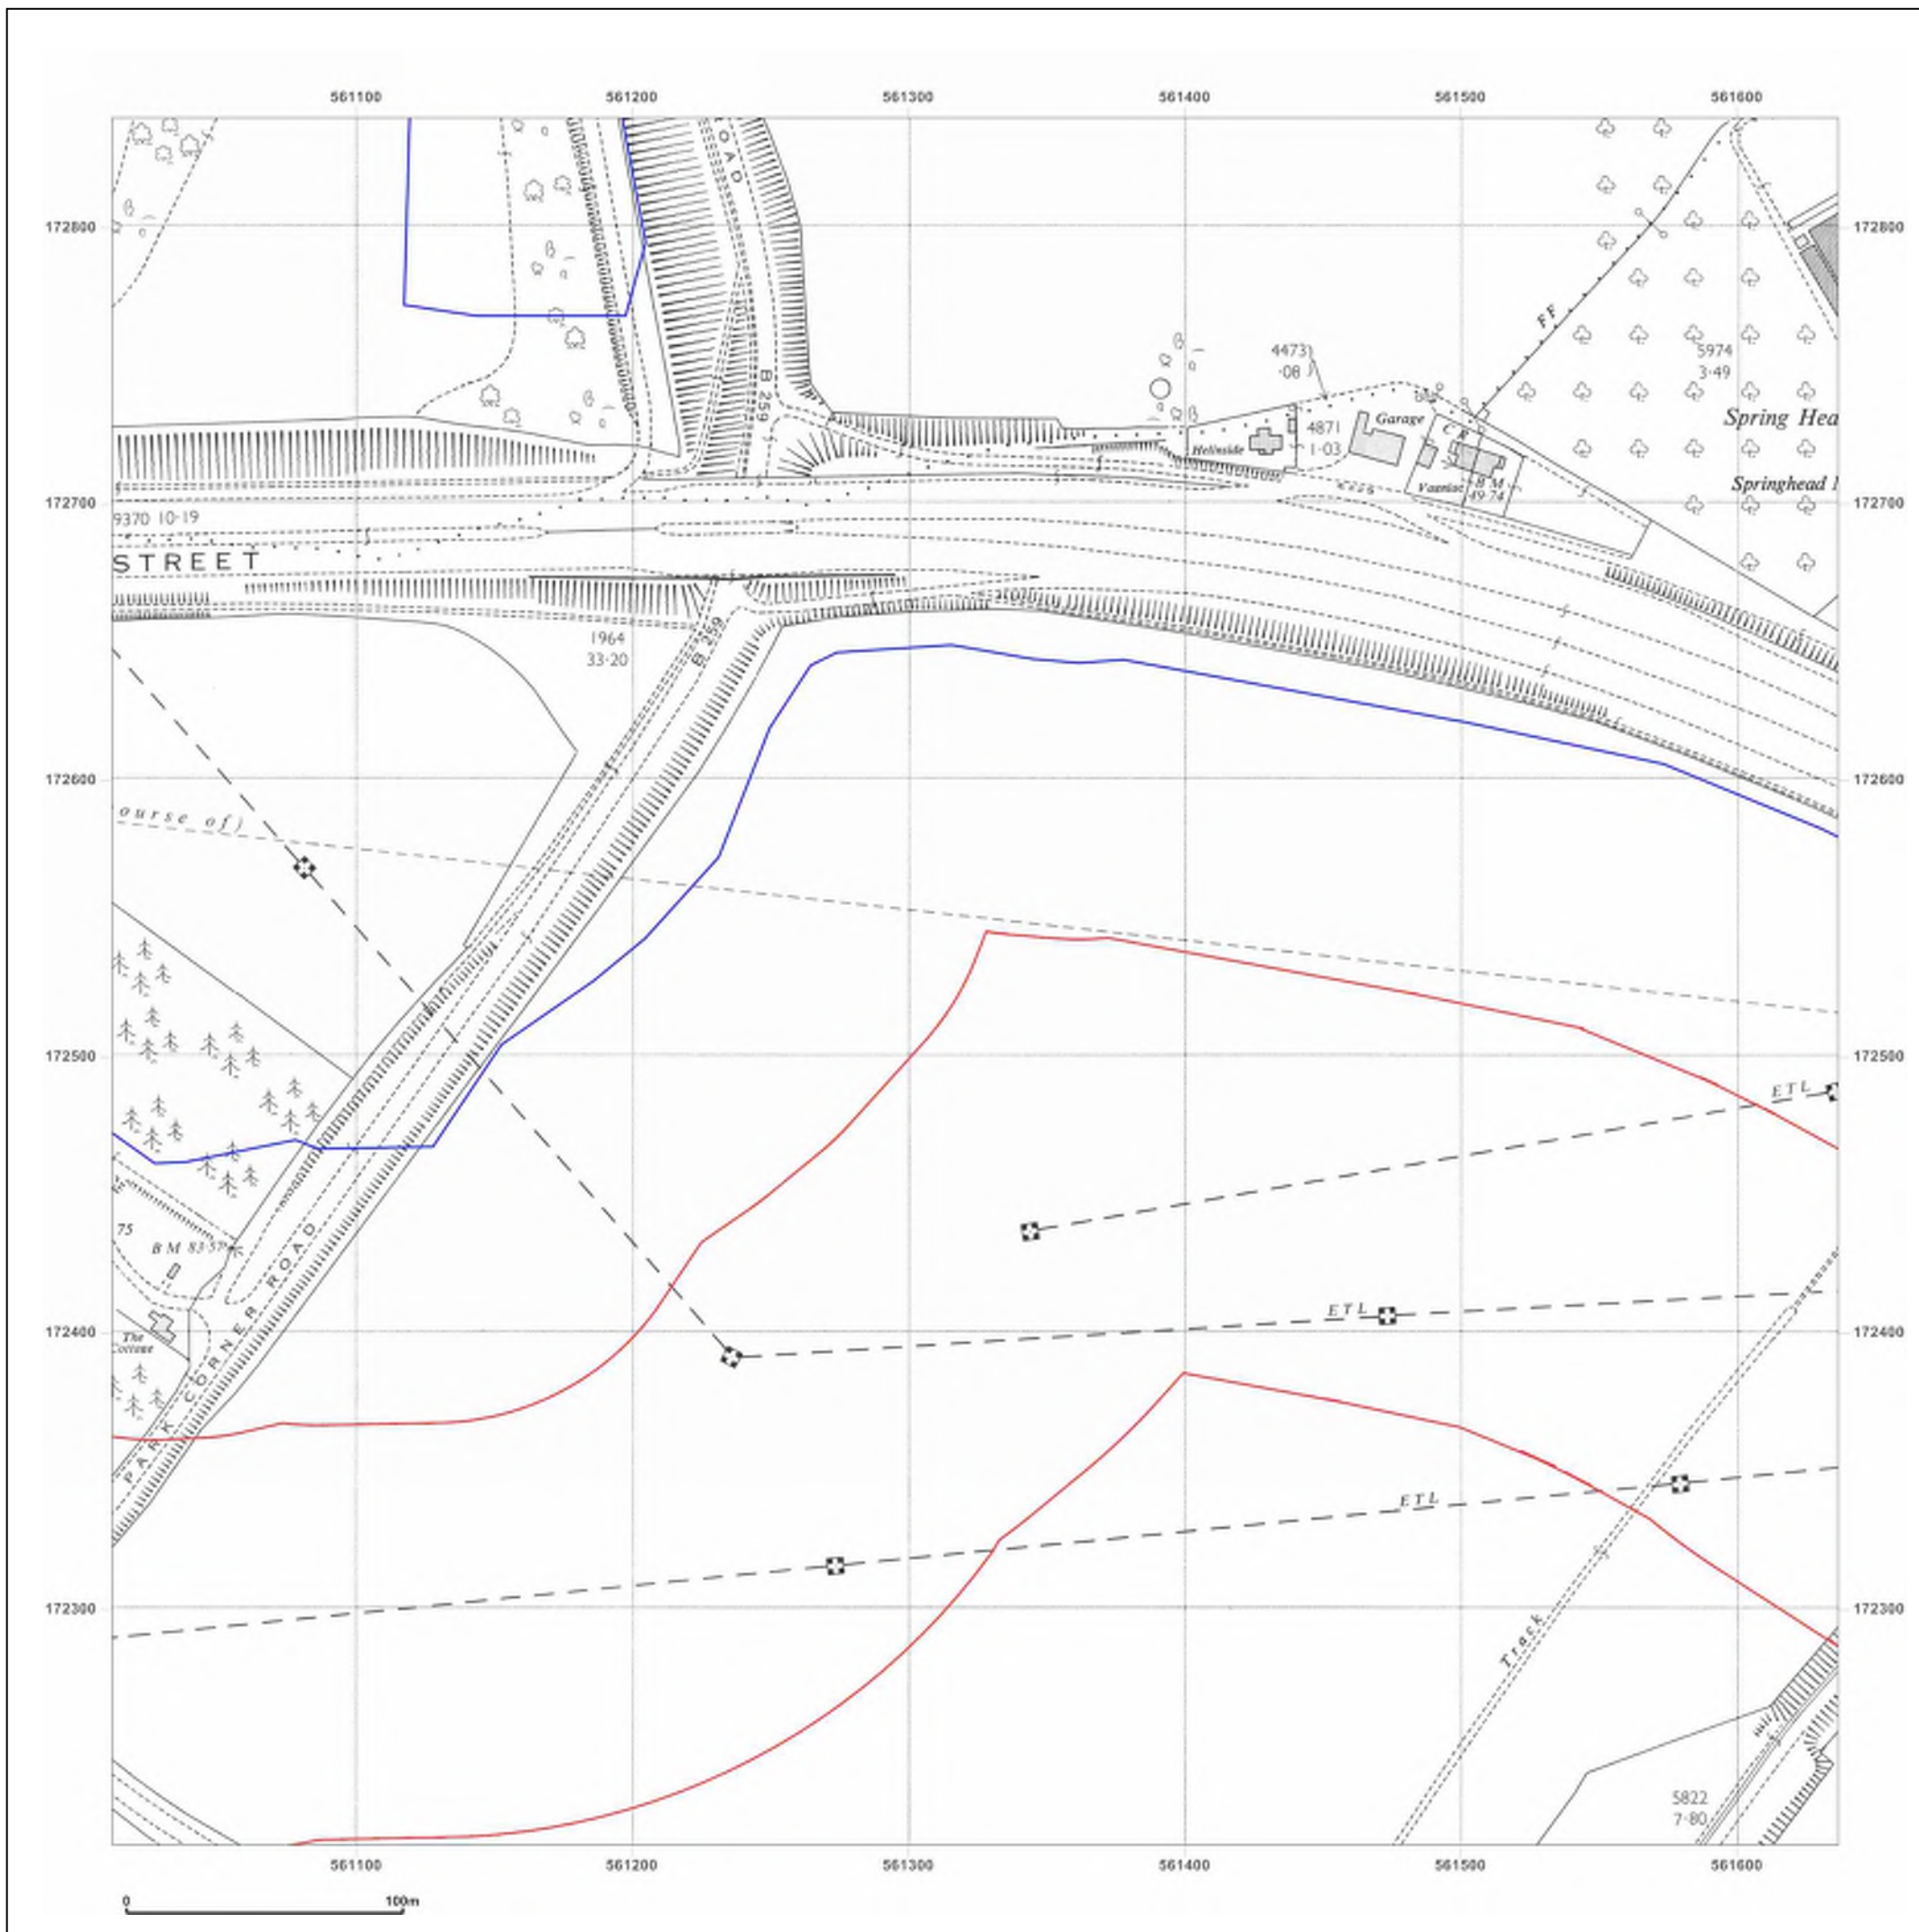 561100 561200 561300 561400 561500 561600
ROAD
172800 172800
FF
4473
·08
5974
3·49
B 259
Garage
Spring Hea
4871
1·03
C R
Helinside
Springhead
B M
49·74
172700 172700
9370 10·19
STREET
B 259
1964
33·20
172600 172600
ourse of)
172500 172500
ETL
75
B M 83·57
PARK CORNER ROAD
ETL
172400 172400
The
Cottage
ETL
172300 172300
Track
5822
7·80
561100 561200 561300 561400 561500 561600
0 100m